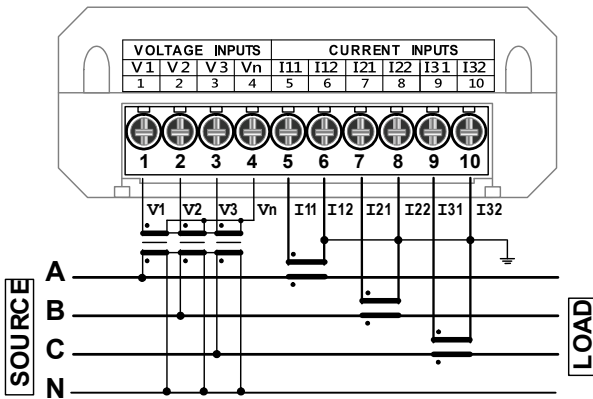 VOLTAGE INPUTS CURRENT INPUTS
V1 V2 V3 Vn I11 I12 I21 I22 I31 I32
1 2 3 4 5 6 7 8 9 10
1 2 3 4 5 6 7 8 9 10
V1 V2 V3 Vn I11 I12 I21 I22 I31 I32
SOURCE
A
B
C
N
LOAD